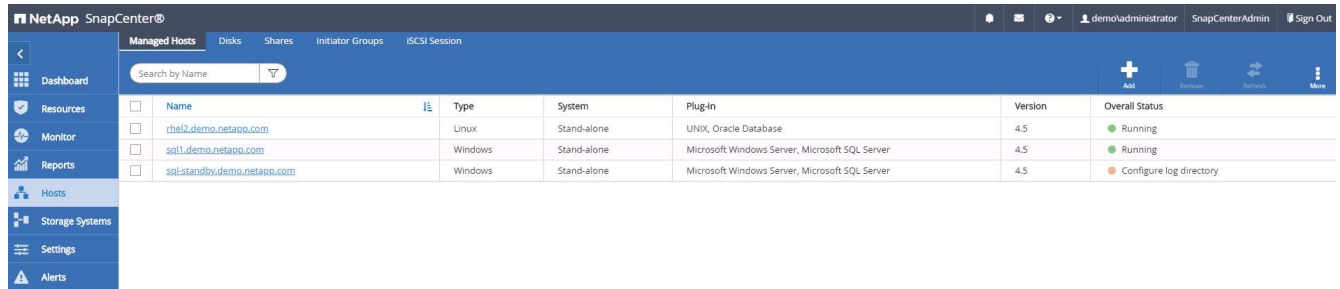 NetApp SnapCenter®
demo\administrator SnapCenterAdmin Sign Out
Managed Hosts Disks Shares Initiator Groups iSCSI Session
Search by Name
Add Remove Refresh More
Dashboard
Resources
Monitor
Reports
Hosts
Storage Systems
Settings
Alerts
Name Type System Plug-in Version Overall Status
rhel2.demo.netapp.com Linux Stand-alone UNIX, Oracle Database 4.5 Running
sql1.demo.netapp.com Windows Stand-alone Microsoft Windows Server, Microsoft SQL Server 4.5 Running
sql-standby.demo.netapp.com Windows Stand-alone Microsoft Windows Server, Microsoft SQL Server 4.5 Configure log directory